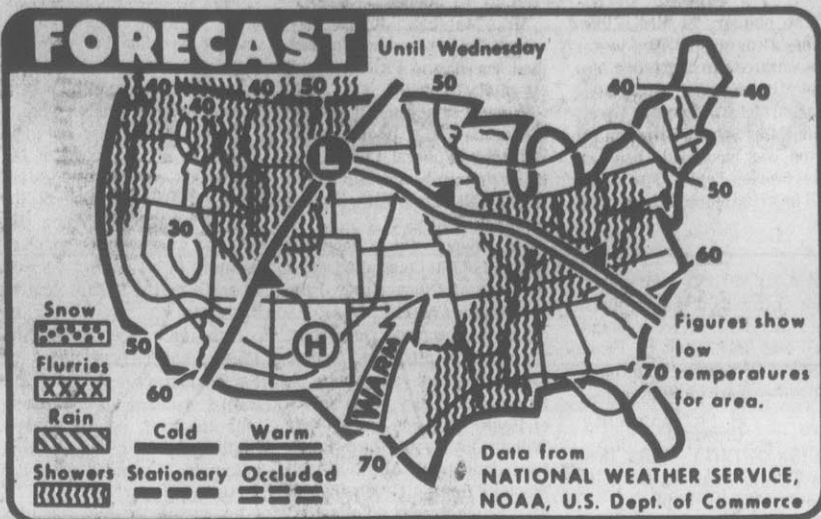 FORECAST
Until Wednesday
40 40 50 50 40 40
40
L
50
30
60
Snow
Flurries
XXXX
Rain
Showers
50
60
H
WARM
Figures show
low
70 temperatures
for area.
Cold Warm
Stationary Occluded
70
Data from
NATIONAL WEATHER SERVICE,
NOAA, U.S. Dept. of Commerce